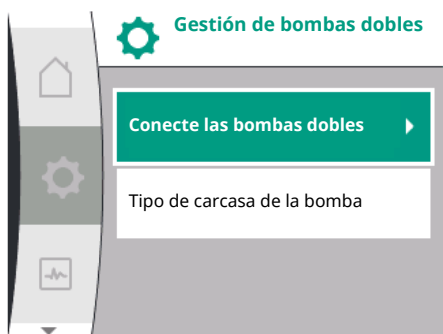 Gestión de bombas dobles
Conecte las bombas dobles
Tipo de carcasa de la bomba